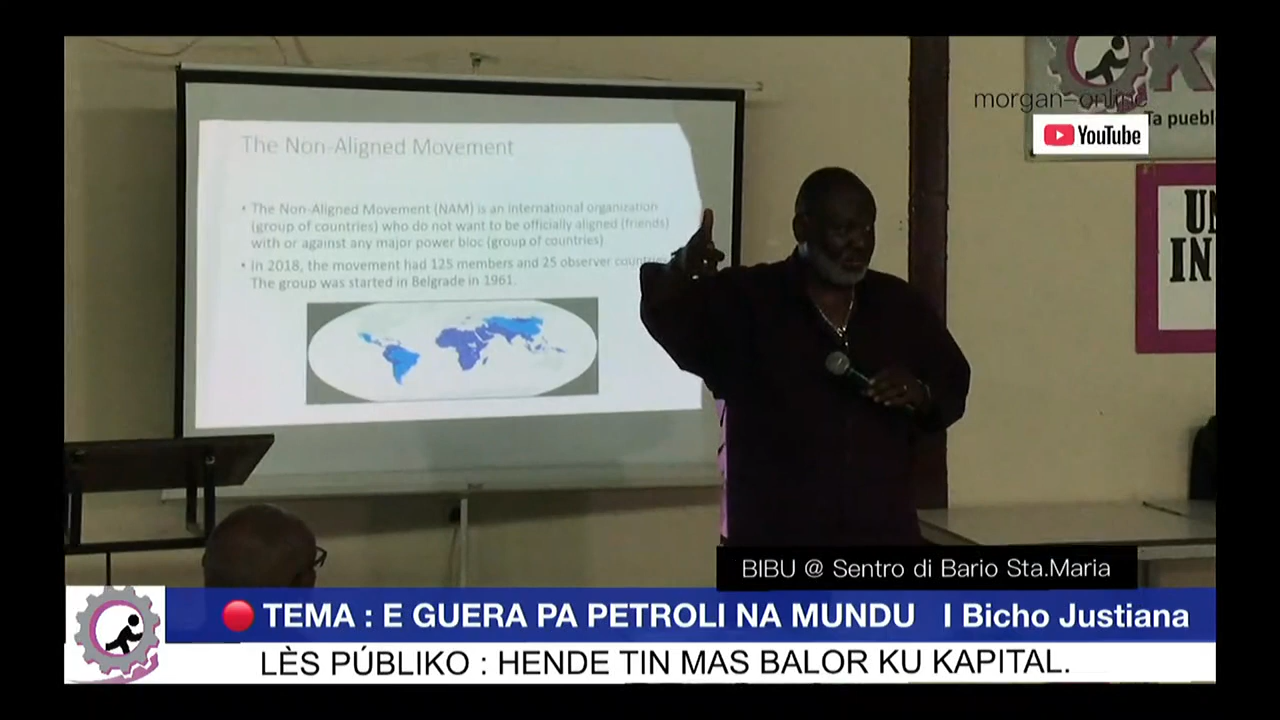 The Non-Aligned Movement
• The Non-Aligned Movement (NAM) is an international organization
(group of countries) who do not want to be officially aligned (friends)
with or against any major power bloc (group of countries)
• In 2018, the movement had 125 members and 25 observer
The group was started in Belgrade in 1961.
morgan-online
Ta
YouTube
IN
BIBU @ Sentro di Bario Sta.Maria
TEMA : E GUERA PA PETROLI NA MUNDU I Bicho Justiana
LÈS PÚBLIKO : HENDE TIN MAS BALOR KU KAPITAL.